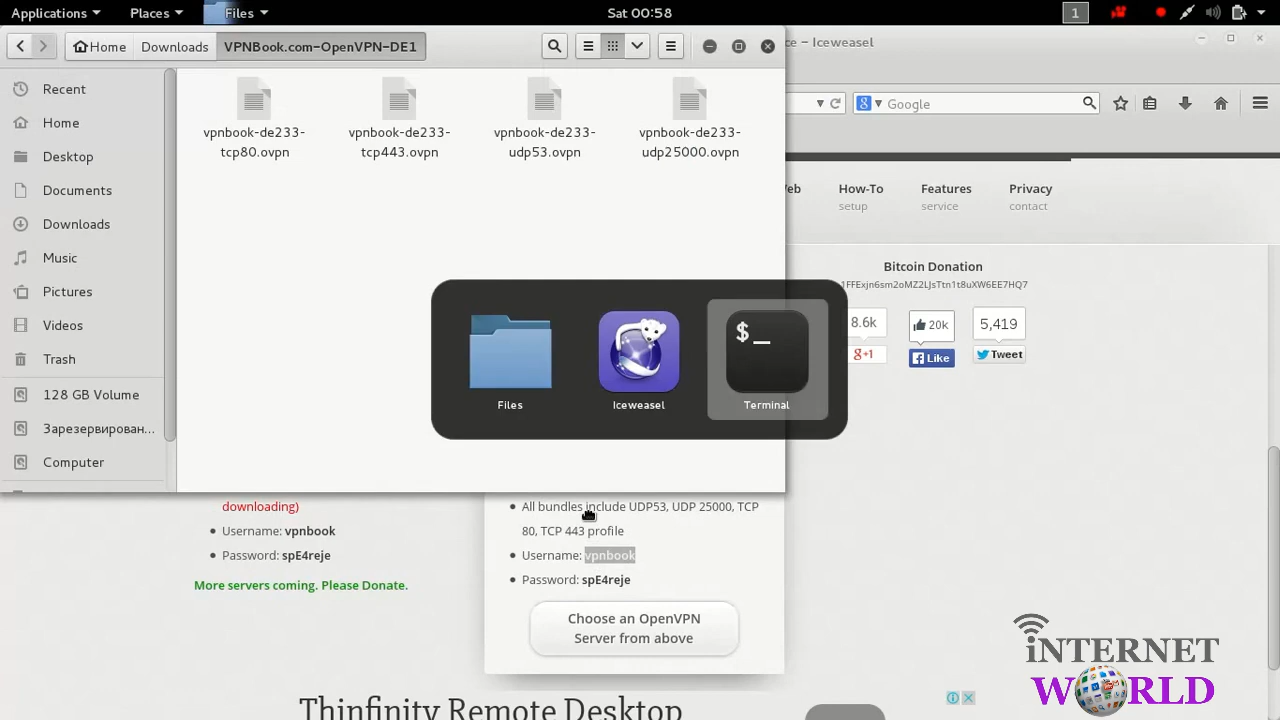 Applications
Places
Files
Sat 00:58
1
Home
Downloads
VPNBook.com-OpenVPN-DE1
ce - Iceweasel
Google
Recent
Home
Desktop
Documents
Downloads
Music
Pictures
Videos
Trash
128 GB Volume
Зарезервирован...
Computer
vpnbook-de233-
tcp80.ovpn
vpnbook-de233-
tcp443.ovpn
vpnbook-de233-
udp53.ovpn
vpnbook-de233-
udp25000.ovpn
How-To
setup
Features
service
Privacy
contact
Bitcoin Donation
1FFExjn6sm2oMZ2LJsTtn1t8uXW6EE7HQ7
8.6k
20k
5,419
g+1
Like
Tweet
$_
Files
Iceweasel
Terminal
downloading)
Username: vpnbook
Password: spE4reje
More servers coming. Please Donate.
All bundles include UDP53, UDP 25000, TCP
80, TCP 443 profile
Username: vpnbook
Password: spE4reje
Choose an OpenVPN
Server from above
Thinfinity Remote Desktop
iNTERNET
WORLD